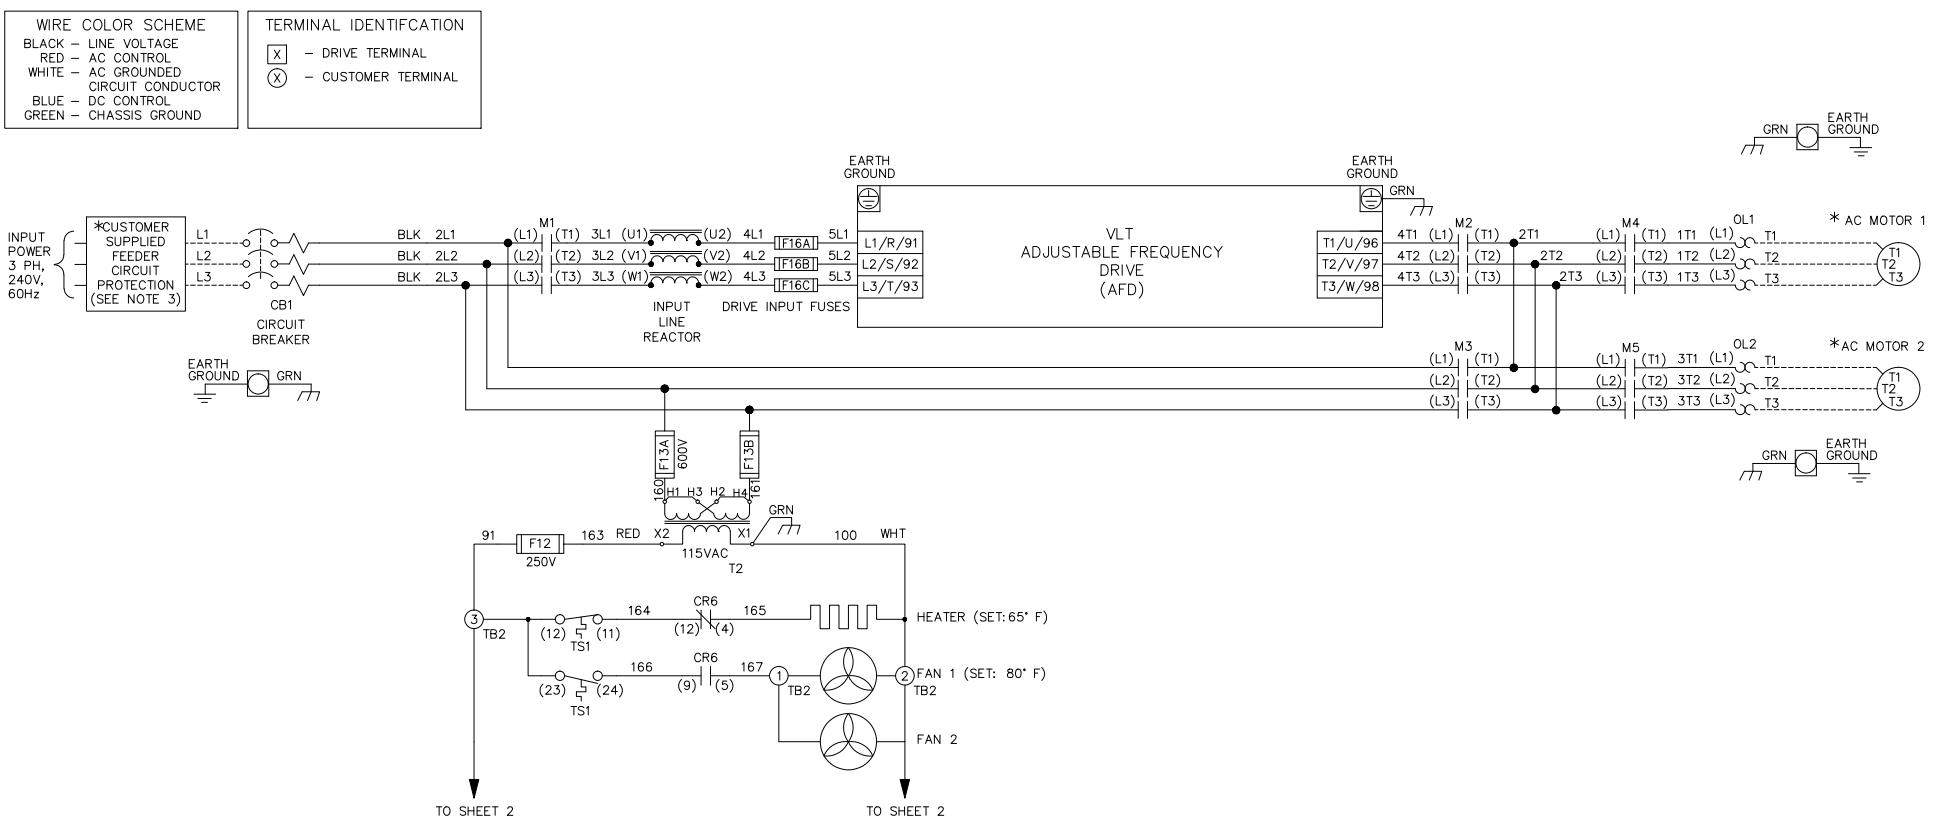 WIRE COLOR SCHEME
BLACK – LINE VOLTAGE
RED – AC CONTROL
WHITE – AC GROUNDED
CIRCUIT CONDUCTOR
BLUE – DC CONTROL
GREEN – CHASSIS GROUND
TERMINAL IDENTIFCATION
X – DRIVE TERMINAL
X – CUSTOMER TERMINAL
GRN
EARTH
GROUND
INPUT
POWER
3 PH,
240V,
60Hz
*CUSTOMER
SUPPLIED
FEEDER
CIRCUIT
PROTECTION
(SEE NOTE 3)
L1
L2
L3
CB1
CIRCUIT
BREAKER
EARTH
GROUND
GRN
BLK 2L1
BLK 2L2
BLK 2L3
M1
(L1) (T1) 3L1 (U1) (U2) 4L1 F16A 5L1
(L2) (T2) 3L2 (V1) (V2) 4L2 F16B 5L2
(L3) (T3) 3L3 (W1) (W2) 4L3 F16C 5L3
INPUT
LINE
REACTOR
DRIVE INPUT FUSES
EARTH
GROUND
L1/R/91
L2/S/92
L3/T/93
VLT
ADJUSTABLE FREQUENCY
DRIVE
(AFD)
EARTH
GROUND
GRN
T1/U/96
T2/V/97
T3/W/98
M2
M4
OL1
* AC MOTOR 1
4T1 (L1) (T1) 2T1 (L1) (T1) 1T1 (L1) T1
4T2 (L2) (T2) 2T2 (L2) (T2) 1T2 (L2) T2
4T3 (L3) (T3) 2T3 (L3) (T3) 1T3 (L3) T3
T1
T2
T3
M3
M5
OL2
*AC MOTOR 2
(L1) (T1) (L1) (T1) 3T1 (L1) T1
(L2) (T2) (L2) (T2) 3T2 (L2) T2
(L3) (T3) (L3) (T3) 3T3 (L3) T3
T1
T2
T3
GRN
EARTH
GROUND
F13A
600V
F13B
160
161
H1 H3 H2 H4
GRN
91 F12 163 RED X2 X1 100 WHT
250V
115VAC
T2
3
TB2
(12) (11)
TS1
164
CR6
(12) (4)
165
HEATER (SET:65° F)
(23) (24)
TS1
166
CR6
(9) (5)
167
1
TB2
2
TB2
FAN 1 (SET: 80° F)
FAN 2
TO SHEET 2
TO SHEET 2